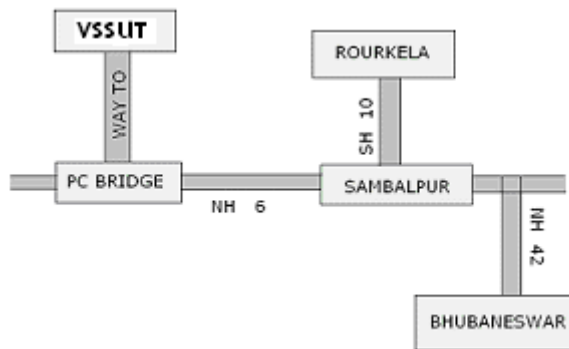 VSSUT
ROURKELA
WAY TO
SH 10
PC BRIDGE
SAMBALPUR
NH 6
NH 42
BHUBANESWAR